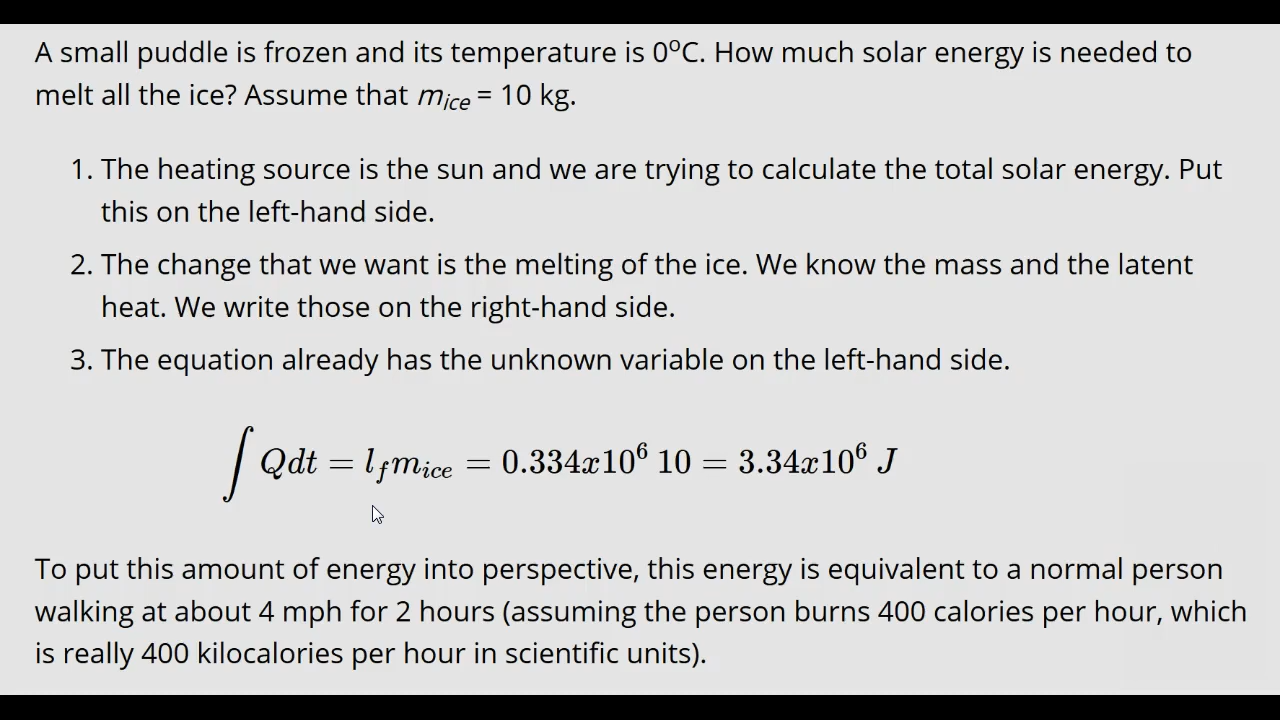 A small puddle is frozen and its temperature is 0°C. How much solar energy is needed to
melt all the ice? Assume that m_ice = 10 kg.
1. The heating source is the sun and we are trying to calculate the total solar energy. Put
this on the left-hand side.
2. The change that we want is the melting of the ice. We know the mass and the latent
heat. We write those on the right-hand side.
3. The equation already has the unknown variable on the left-hand side.
∫ Qdt = l_f m_ice = 0.334x10^6 10 = 3.34x10^6 J
To put this amount of energy into perspective, this energy is equivalent to a normal person
walking at about 4 mph for 2 hours (assuming the person burns 400 calories per hour, which
is really 400 kilocalories per hour in scientific units).